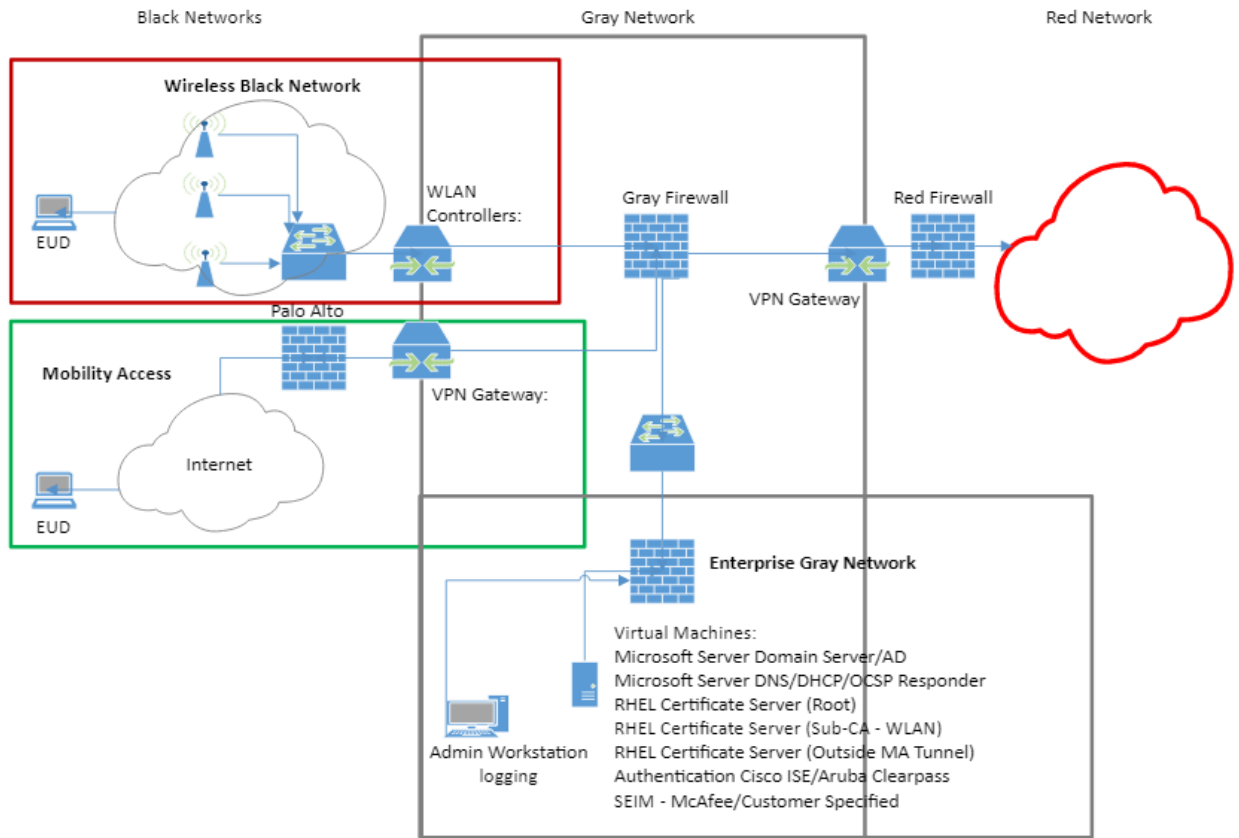 Black Networks
Gray Network
Red Network
Wireless Black Network
EUD
WLAN
Controllers:
Gray Firewall
Red Firewall
VPN Gateway
Palo Alto
Mobility Access
VPN Gateway:
Internet
EUD
Enterprise Gray Network
Virtual Machines:
Microsoft Server Domain Server/AD
Microsoft Server DNS/DHCP/OCSP Responder
RHEL Certificate Server (Root)
RHEL Certificate Server (Sub-CA - WLAN)
RHEL Certificate Server (Outside MA Tunnel)
Authentication Cisco ISE/Aruba Clearpass
SEIM - McAfee/Customer Specified
Admin Workstation
logging